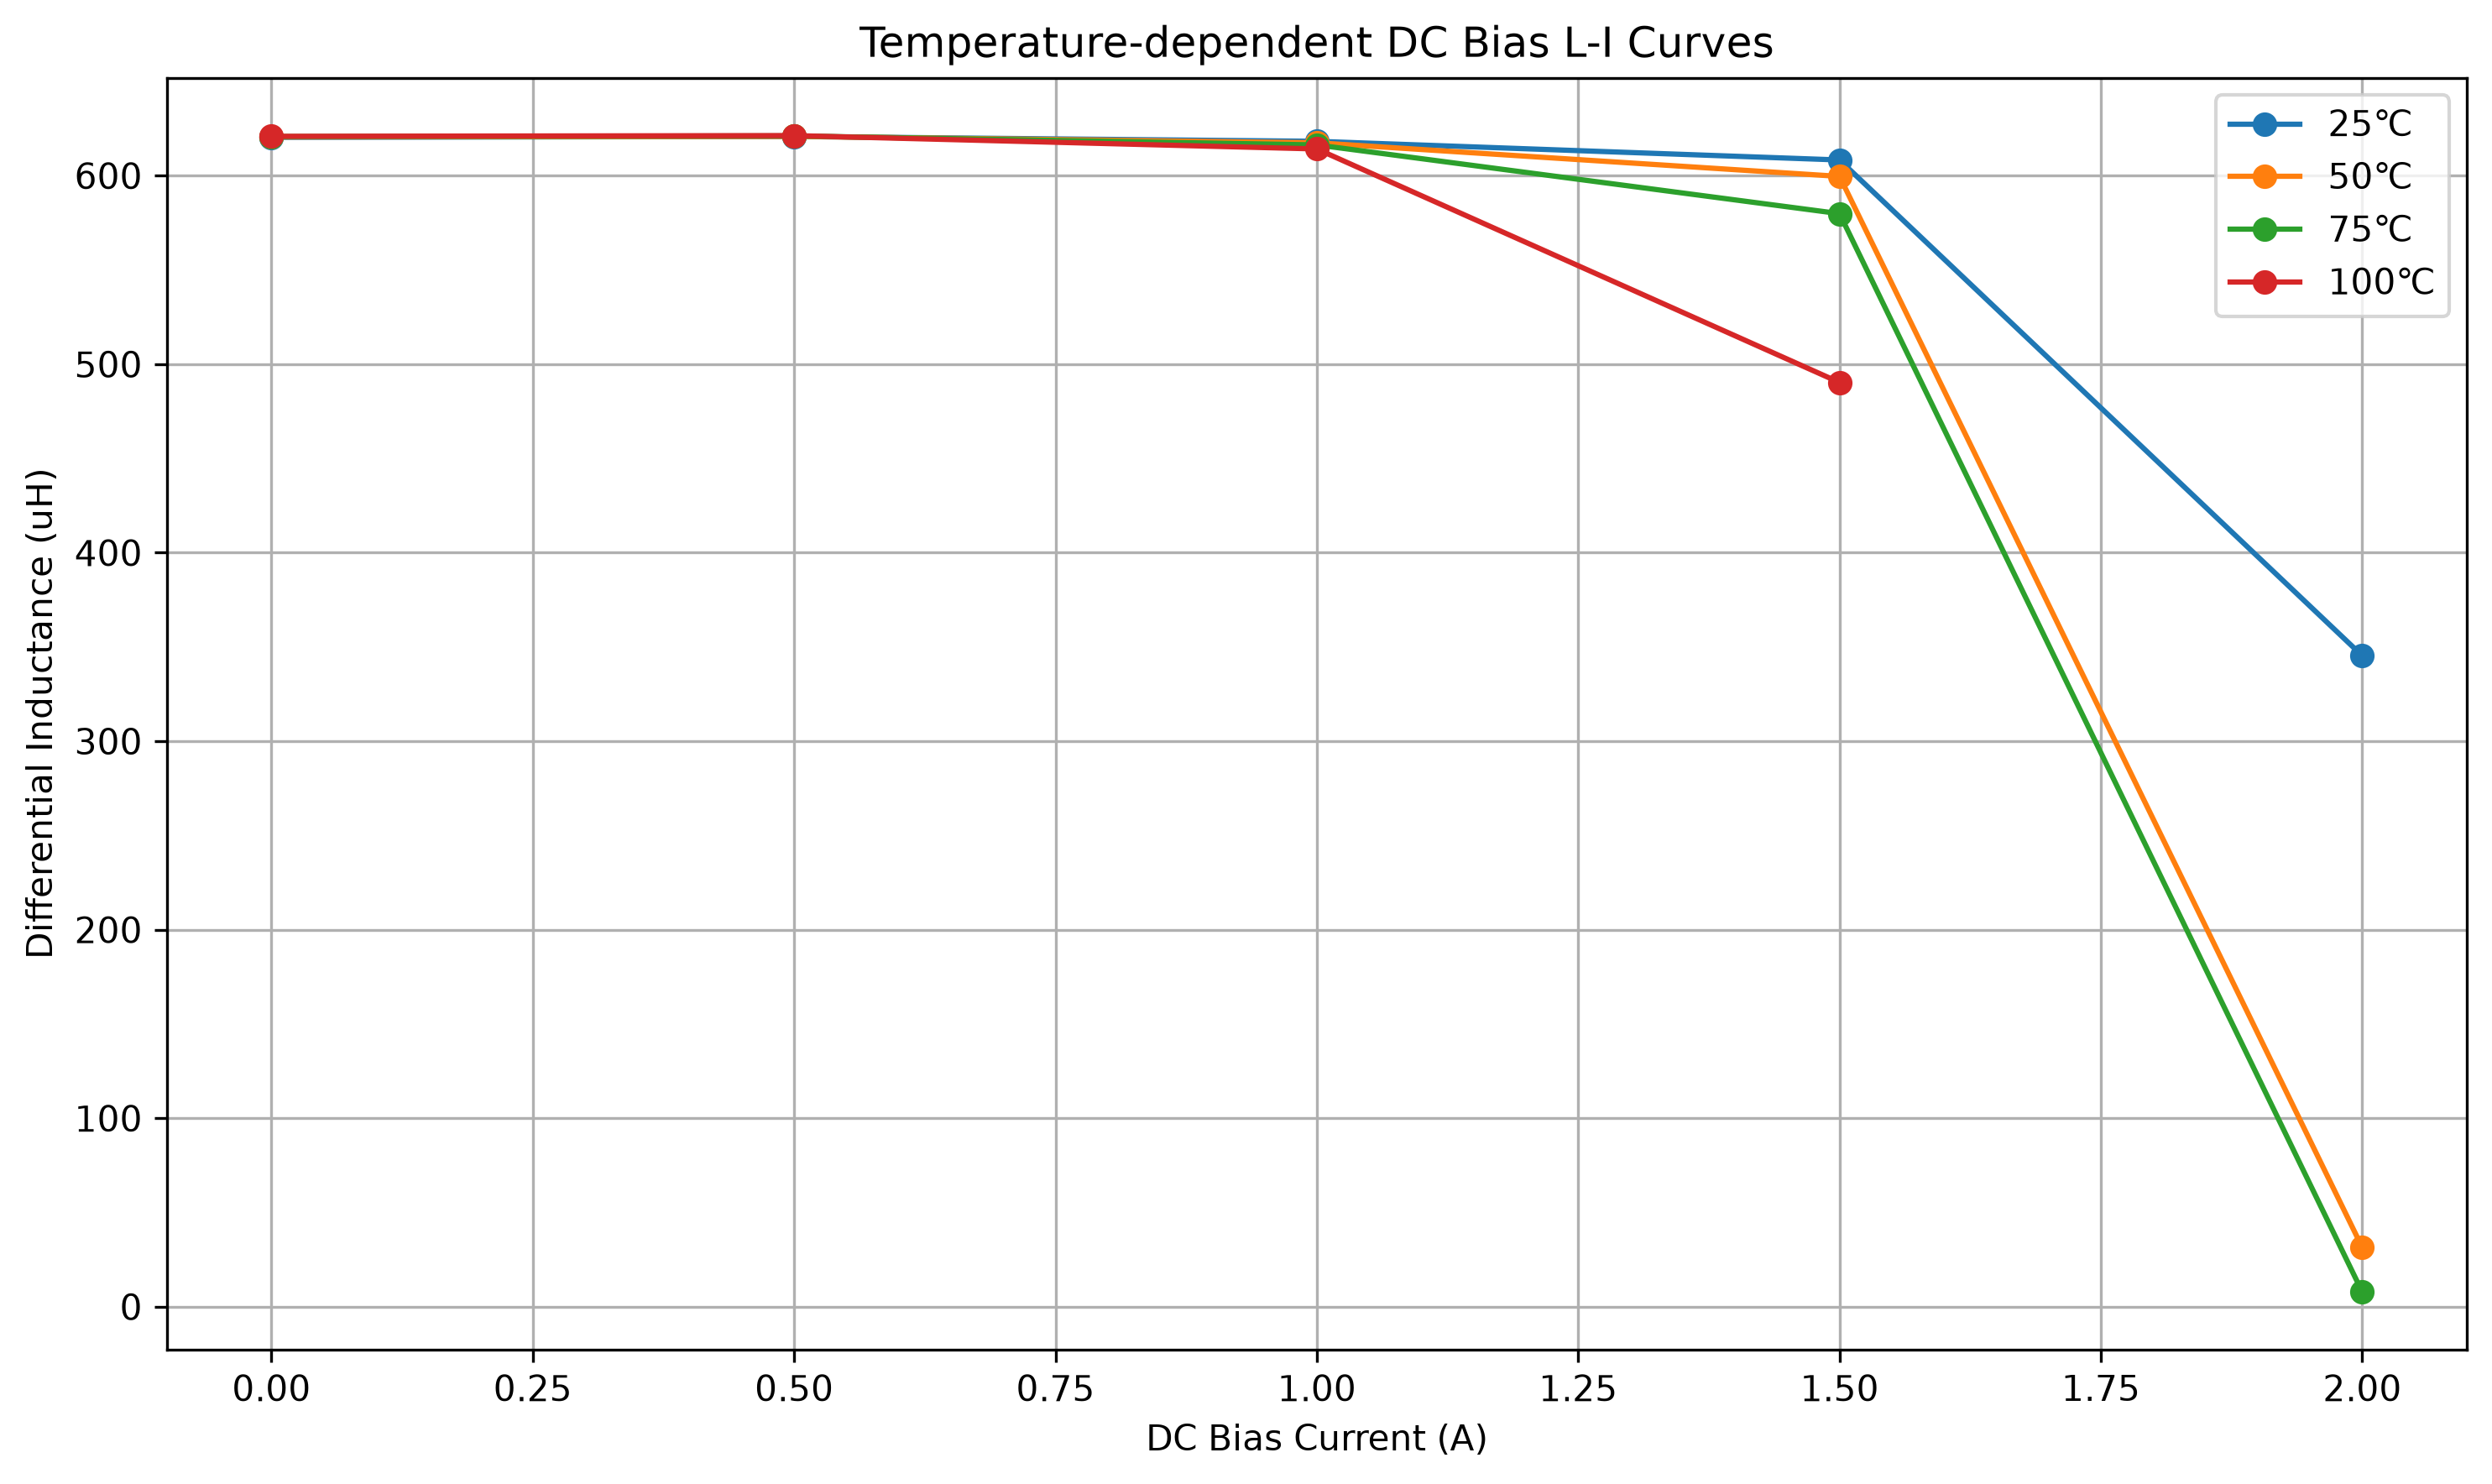 Temperature-dependent DC Bias L-I Curves
25℃
50℃
75℃
100℃
Differential Inductance (uH)
600
500
400
300
200
100
0
0.00 0.25 0.50 0.75 1.00 1.25 1.50 1.75 2.00
DC Bias Current (A)